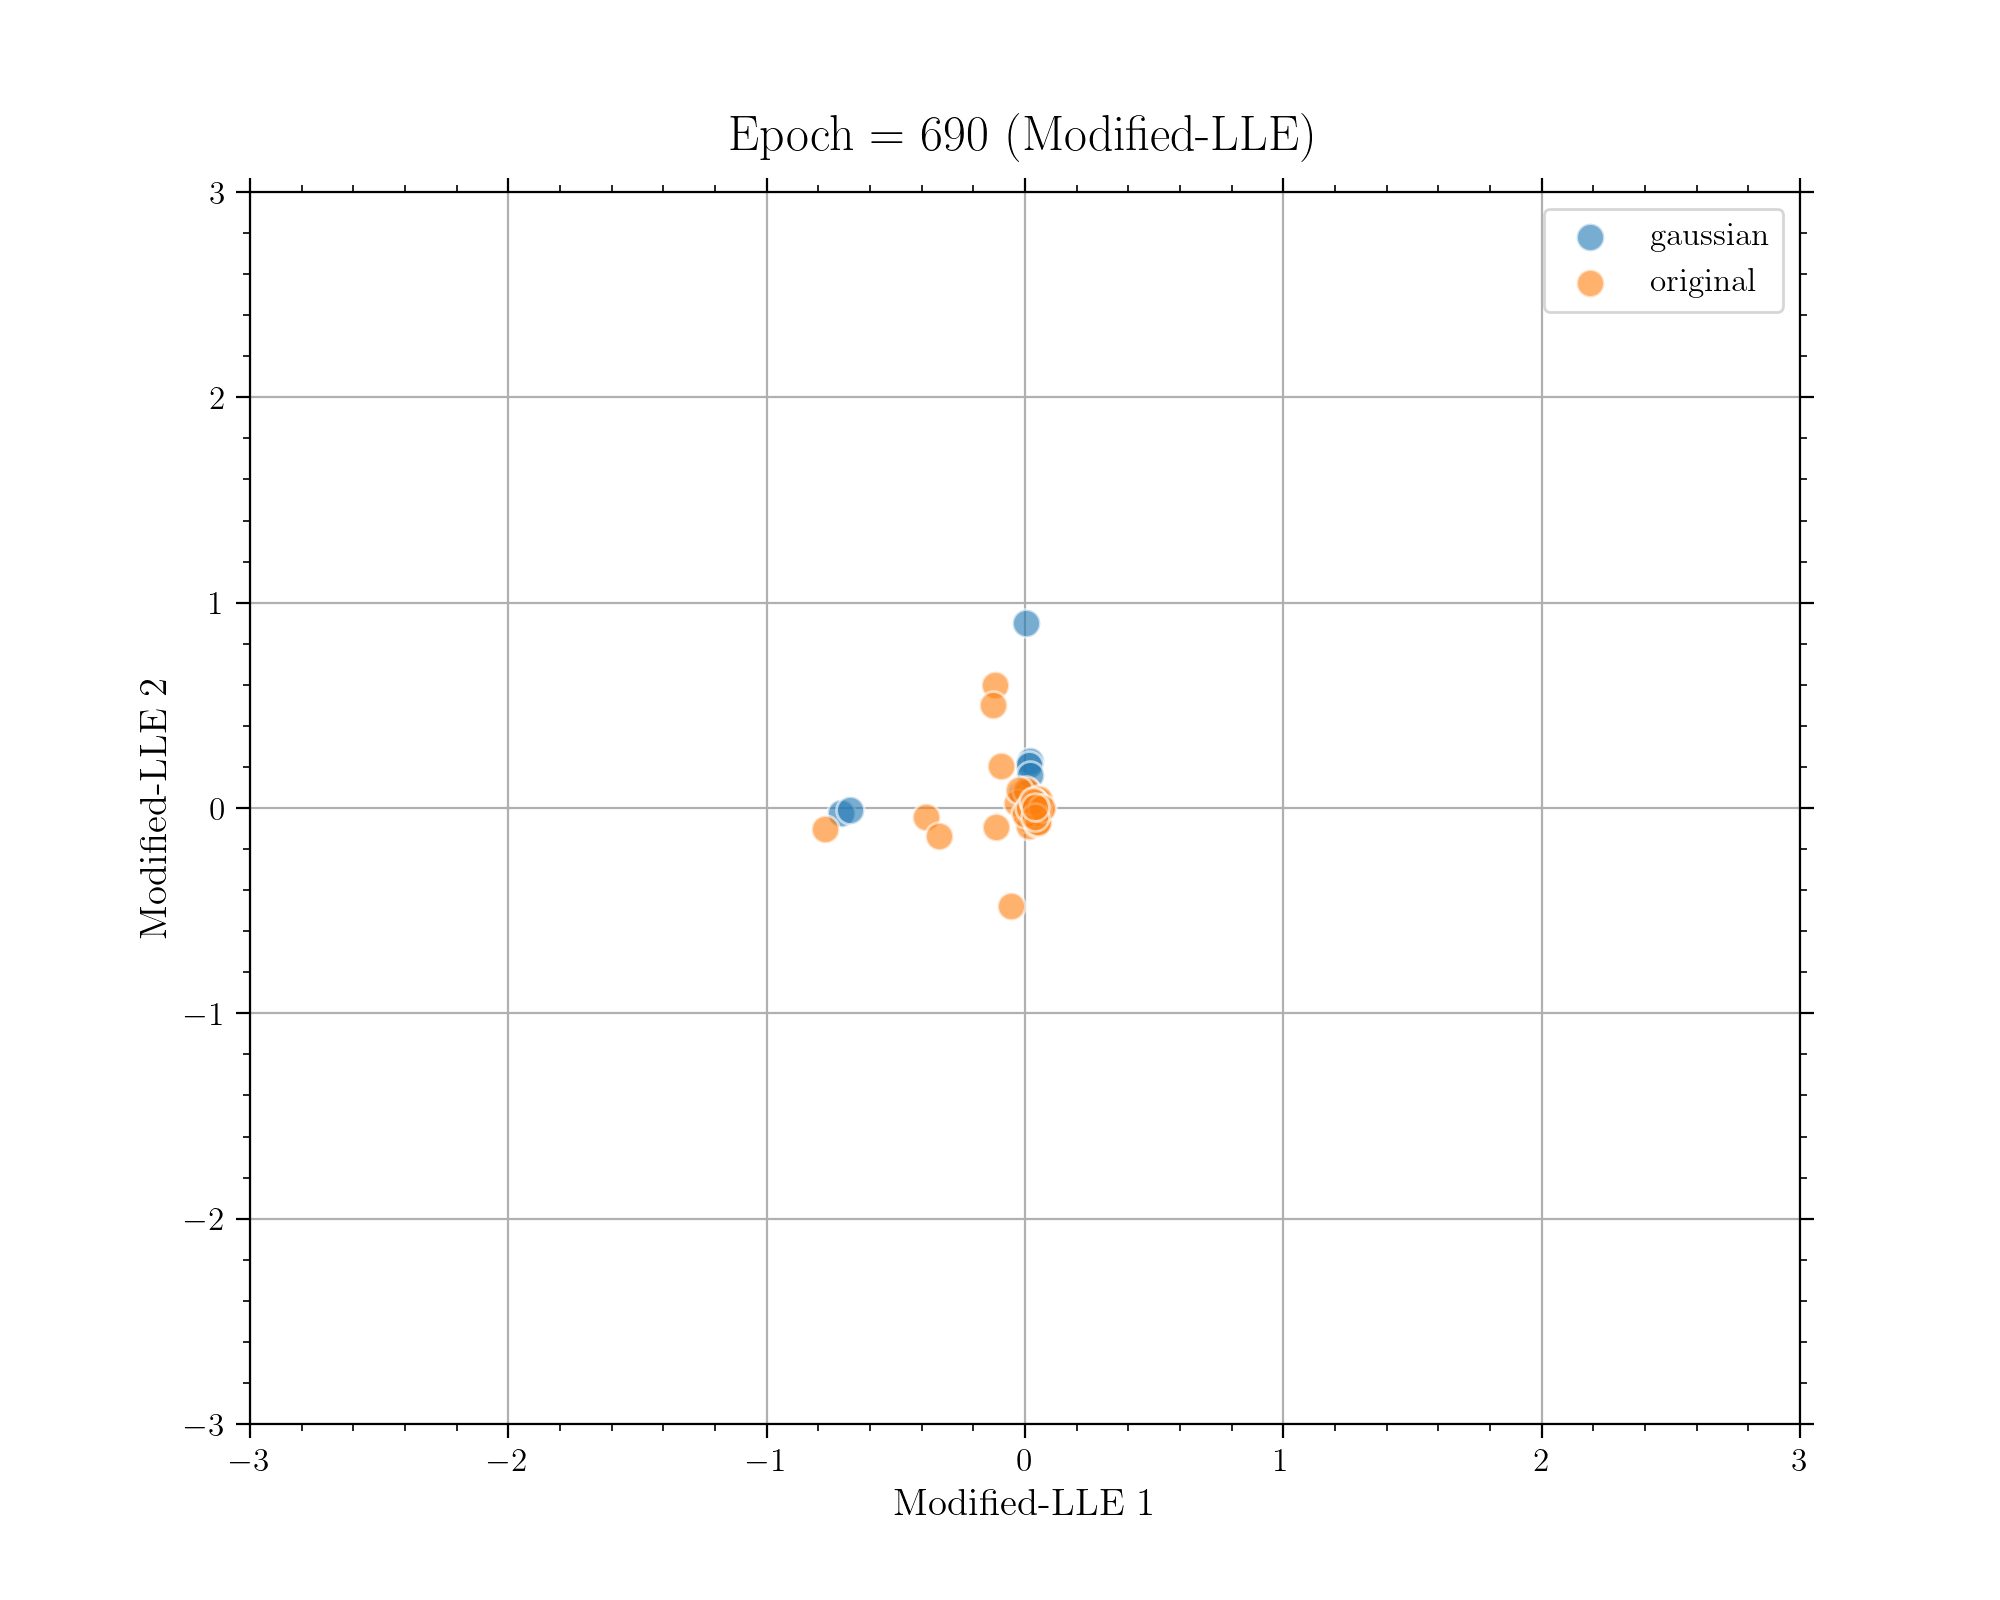 Epoch = 690 (Modified-LLE)
gaussian
original
3
2
1
0
−1
−2
−3
Modified-LLE 2
−3
−2
−1
0
1
2
3
Modified-LLE 1